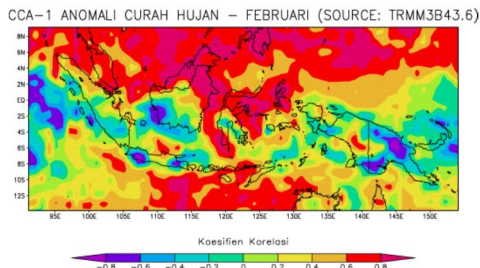 CCA-1 ANOMALI CURAH HUJAN - FEBRUARI (SOURCE: TRMM3B43.6)
8N
6N
4N
2N
EQ
2S
4S
6S
8S
10S
12S
95E 100E 105E 110E 115E 120E 125E 130E 135E 140E 145E 150E
Koesifien Korelasi
-0.8 -0.6 -0.4 -0.2 0 0.2 0.4 0.6 0.8